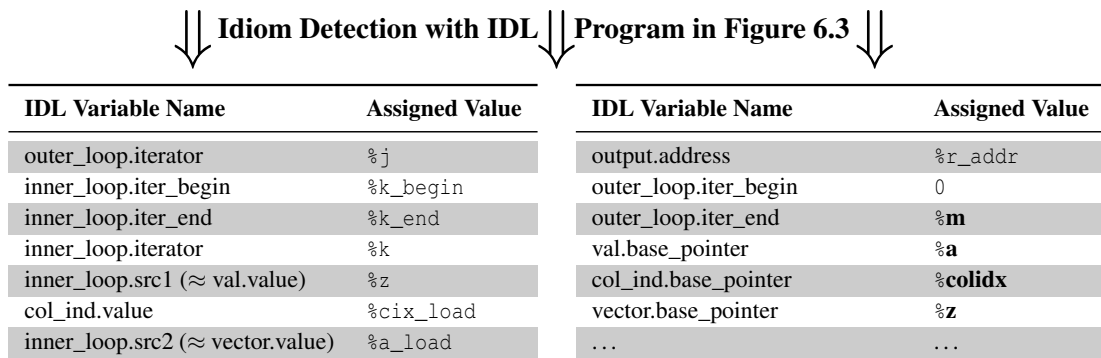 Idiom Detection with IDL Program in Figure 6.3
IDL Variable Name Assigned Value
outer_loop.iterator %j
inner_loop.iter_begin %k_begin
inner_loop.iter_end %k_end
inner_loop.iterator %k
inner_loop.src1 (≈ val.value) %z
col_ind.value %cix_load
inner_loop.src2 (≈ vector.value) %a_load
IDL Variable Name Assigned Value
output.address %r_addr
outer_loop.iter_begin 0
outer_loop.iter_end %m
val.base_pointer %a
col_ind.base_pointer %colidx
vector.base_pointer %z
... ...